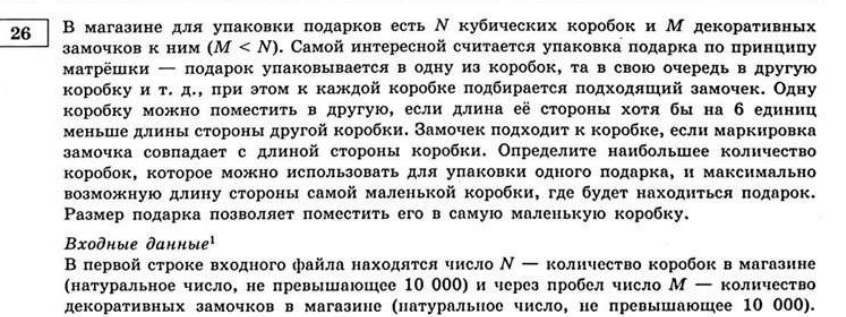 26
В магазине для упаковки подарков есть N кубических коробок и M декоративных
замочков к ним (M < N). Самой интересной считается упаковка подарка по принципу
матрёшки — подарок упаковывается в одну из коробок, та в свою очередь в другую
коробку и т. д., при этом к каждой коробке подбирается подходящий замочек. Одну
коробку можно поместить в другую, если длина её стороны хотя бы на 6 единиц
меньше длины стороны другой коробки. Замочек подходит к коробке, если маркировка
замочка совпадает с длиной стороны коробки. Определите наибольшее количество
коробок, которое можно использовать для упаковки одного подарка, и максимально
возможную длину стороны самой маленькой коробки, где будет находиться подарок.
Размер подарка позволяет поместить его в самую маленькую коробку.
Входные данные¹
В первой строке входного файла находятся число N — количество коробок в магазине
(натуральное число, не превышающее 10 000) и через пробел число M — количество
декоративных замочков в магазине (натуральное число, не превышающее 10 000).